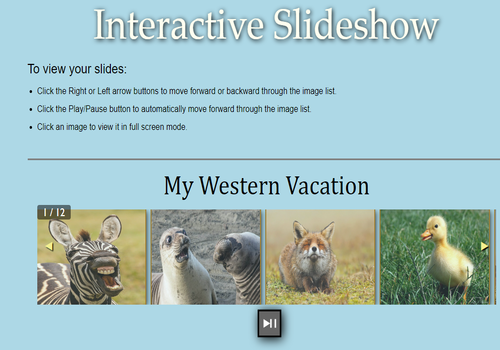 Interactive Slideshow
To view your slides:
• Click the Right or Left arrow buttons to move forward or backward through the image list.
• Click the Play/Pause button to automatically move forward through the image list.
• Click an image to view it in full screen mode.
My Western Vacation
1 / 12